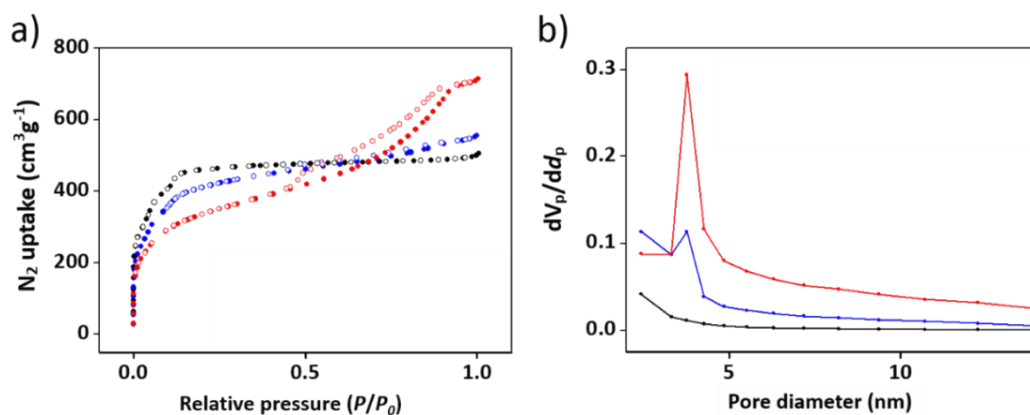 a)
N₂ uptake (cm³g⁻¹)
800
600
400
200
0
0.0 0.5 1.0
Relative pressure (P/P₀)
b)
dVₚ/ddₚ
0.3
0.2
0.1
0.0
5 10
Pore diameter (nm)